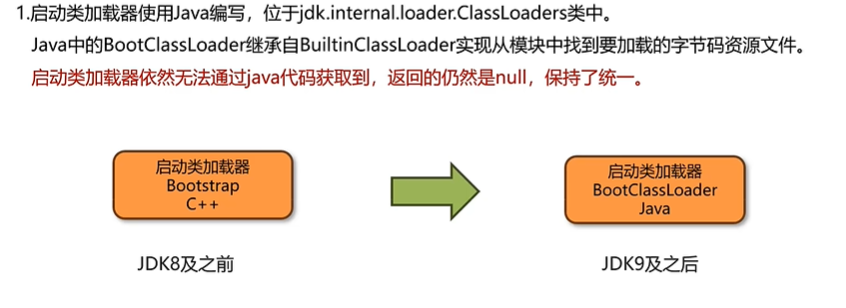 1.启动类加载器使用Java编写，位于jdk.internal.loader.ClassLoaders类中。
Java中的BootClassLoader继承自BuiltinClassLoader实现从模块中找到要加载的字节码资源文件。
启动类加载器依然无法通过java代码获取到，返回的仍然是null，保持了统一。
启动类加载器
Bootstrap
C++
启动类加载器
BootClassLoader
Java
JDK8及之前
JDK9及之后